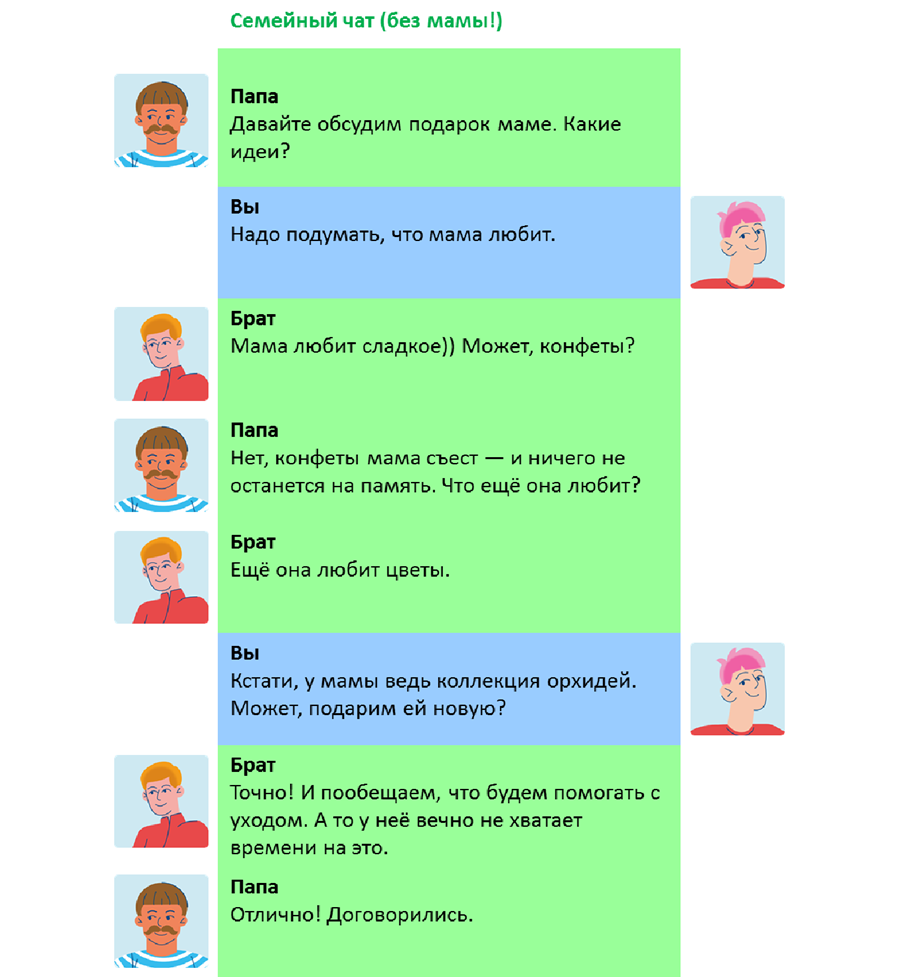 Семейный чат (без мамы!)
Папа
Давайте обсудим подарок маме. Какие
идеи?
Вы
Надо подумать, что мама любит.
Брат
Мама любит сладкое)) Может, конфеты?
Папа
Нет, конфеты мама съест — и ничего не
останется на память. Что ещё она любит?
Брат
Ещё она любит цветы.
Вы
Кстати, у мамы ведь коллекция орхидей.
Может, подарим ей новую?
Брат
Точно! И пообещаем, что будем помогать с
уходом. А то у неё вечно не хватает
времени на это.
Папа
Отлично! Договорились.